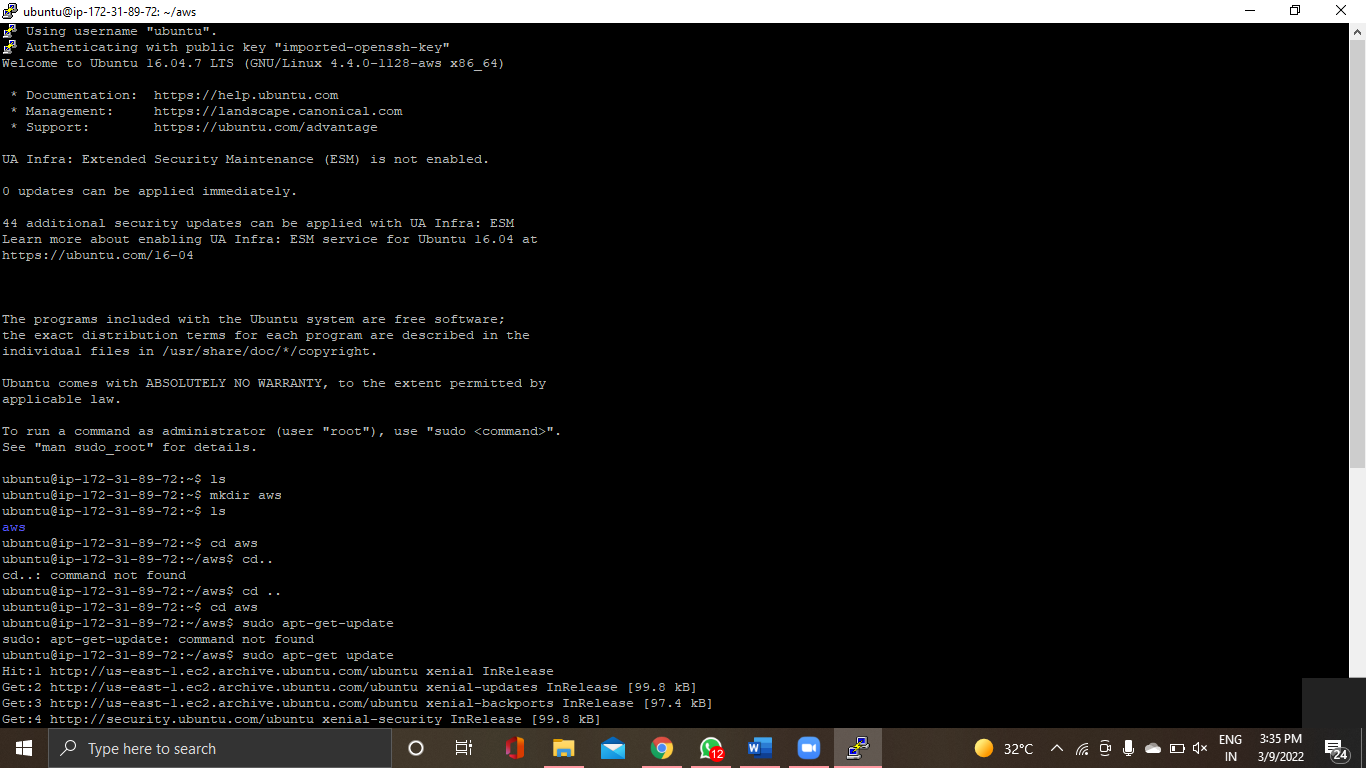 ubuntu@ip-172-31-89-72: ~/aws
Using username "ubuntu".
Authenticating with public key "imported-openssh-key"
Welcome to Ubuntu 16.04.7 LTS (GNU/Linux 4.4.0-1128-aws x86_64)
* Documentation:  https://help.ubuntu.com
* Management:     https://landscape.canonical.com
* Support:        https://ubuntu.com/advantage
UA Infra: Extended Security Maintenance (ESM) is not enabled.
0 updates can be applied immediately.
44 additional security updates can be applied with UA Infra: ESM
Learn more about enabling UA Infra: ESM service for Ubuntu 16.04 at
https://ubuntu.com/16-04
The programs included with the Ubuntu system are free software;
the exact distribution terms for each program are described in the
individual files in /usr/share/doc/*/copyright.
Ubuntu comes with ABSOLUTELY NO WARRANTY, to the extent permitted by
applicable law.
To run a command as administrator (user "root"), use "sudo <command>".
See "man sudo_root" for details.
ubuntu@ip-172-31-89-72:~$ ls
ubuntu@ip-172-31-89-72:~$ mkdir aws
ubuntu@ip-172-31-89-72:~$ ls
aws
ubuntu@ip-172-31-89-72:~$ cd aws
ubuntu@ip-172-31-89-72:~/aws$ cd..
cd..: command not found
ubuntu@ip-172-31-89-72:~/aws$ cd ..
ubuntu@ip-172-31-89-72:~$ cd aws
ubuntu@ip-172-31-89-72:~/aws$ sudo apt-get-update
sudo: apt-get-update: command not found
ubuntu@ip-172-31-89-72:~/aws$ sudo apt-get update
Hit:1 http://us-east-1.ec2.archive.ubuntu.com/ubuntu xenial InRelease
Get:2 http://us-east-1.ec2.archive.ubuntu.com/ubuntu xenial-updates InRelease [99.8 kB]
Get:3 http://us-east-1.ec2.archive.ubuntu.com/ubuntu xenial-backports InRelease [97.4 kB]
Get:4 http://security.ubuntu.com/ubuntu xenial-security InRelease [99.8 kB]
Type here to search
12
W
32°C
ENG
IN
3:35 PM
3/9/2022
24